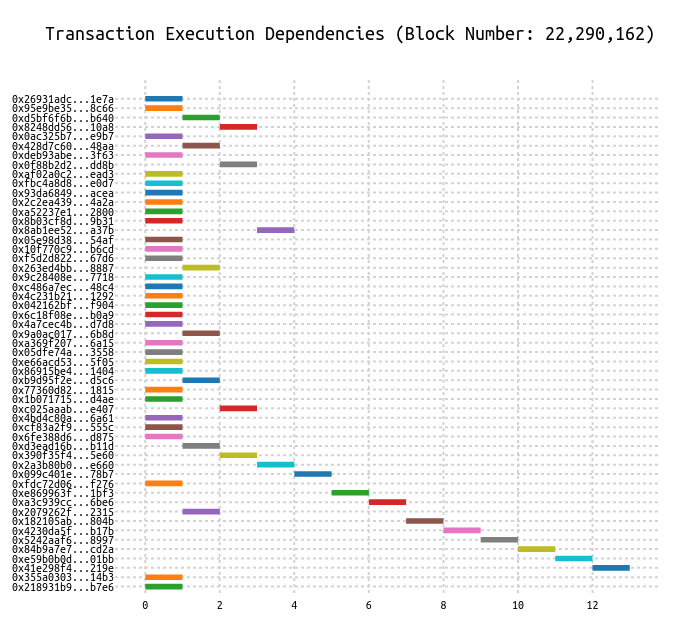 Transaction Execution Dependencies (Block Number: 22,290,162)
0x26931adc...1e7a
0x95e9be35...8c66
0xd5bf6f6b...b640
0x8248dd56...10a8
0x0ac325b7...e9b7
0x428d7c60...48aa
0xdeb93abe...3f63
0x0f88b2d2...dd8b
0xaf02a0c2...ead3
0xfbc4a8d8...e0d7
0x93da6849...acea
0x2c2ea439...4a2a
0xa52237e1...2800
0x8b03cf8d...9b31
0x8ab1ee52...a37b
0x05e98d38...54af
0x10f770c9...b6cd
0xf5d2d822...67d6
0x263ed4bb...8887
0x9c28408e...7718
0xc486a7ec...48c4
0x4c231b21...1292
0x042162bf...f904
0x6c18f08e...b0a9
0x4a7cec4b...d7d8
0x9a0ac017...6b8d
0xa369f207...6a15
0x05dfe74a...3558
0xe66acd53...5f05
0x86915be4...1404
0xb9d95f2e...d5c6
0x77360d82...1815
0x1b071715...d4ae
0xc025aaab...e407
0x4bd4c80a...6a61
0xcf83a2f9...555c
0x6fe388d6...d875
0xd3ead16b...b11d
0x390f35f4...5e60
0x2a3b80b0...e660
0x099c401e...78b7
0xfdc72d06...f276
0xe869963f...1bf3
0xa3c939cc...6be6
0x2079262f...2315
0x182105ab...804b
0x4230da5f...b17b
0x5242aaf6...8997
0x84b9a7e7...cd2a
0xe59b0b0d...01bb
0x41e298f4...219e
0x355a0303...14b3
0x218931b9...b7e6
0 2 4 6 8 10 12